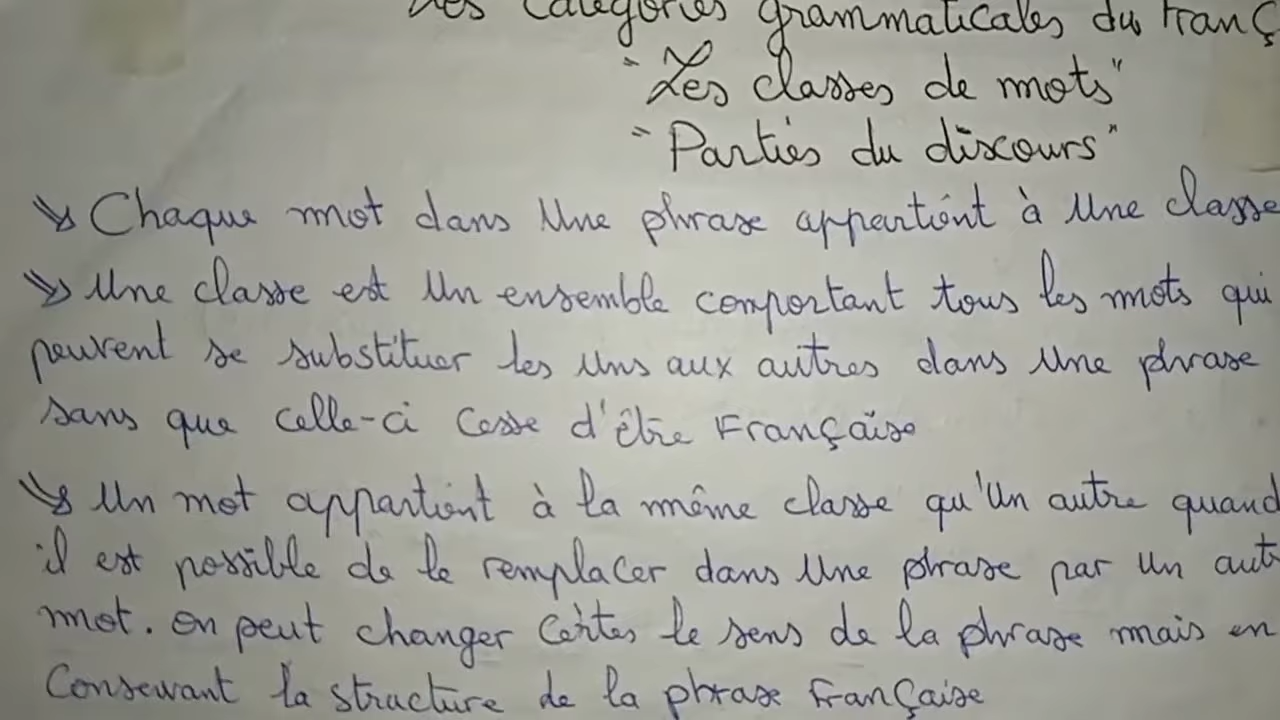 Les catégories grammaticales du Franç
"Les classes de mots"
"Parties du discours"
Chaque mot dans Une phrase appartient à Une classe
Une classe est Un ensemble comportant tous les mots qui
peuvent se substituer les Uns aux autres dans Une phrase
sans que celle-ci cesse d'être Française
Un mot appartient à la même classe qu'Un autre quand
il est possible de le remplacer dans Une phrase par un aut
mot. on peut changer certes le sens de la phrase mais en
Conservant la structure de la phrase Française